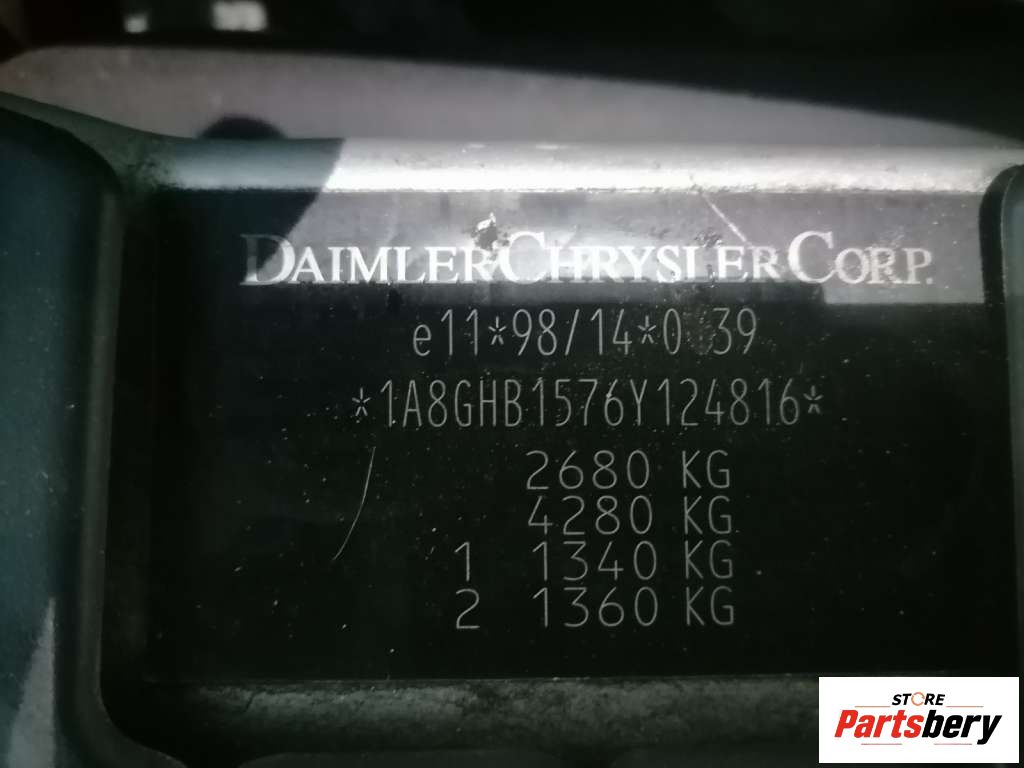 DAIMLERCHRYSLER CORP.
e11*98/14*0 39
*1A8GHB1576Y124816*
2680 KG
4280 KG
1 1340 KG
2 1360 KG
STORE
Partsbery